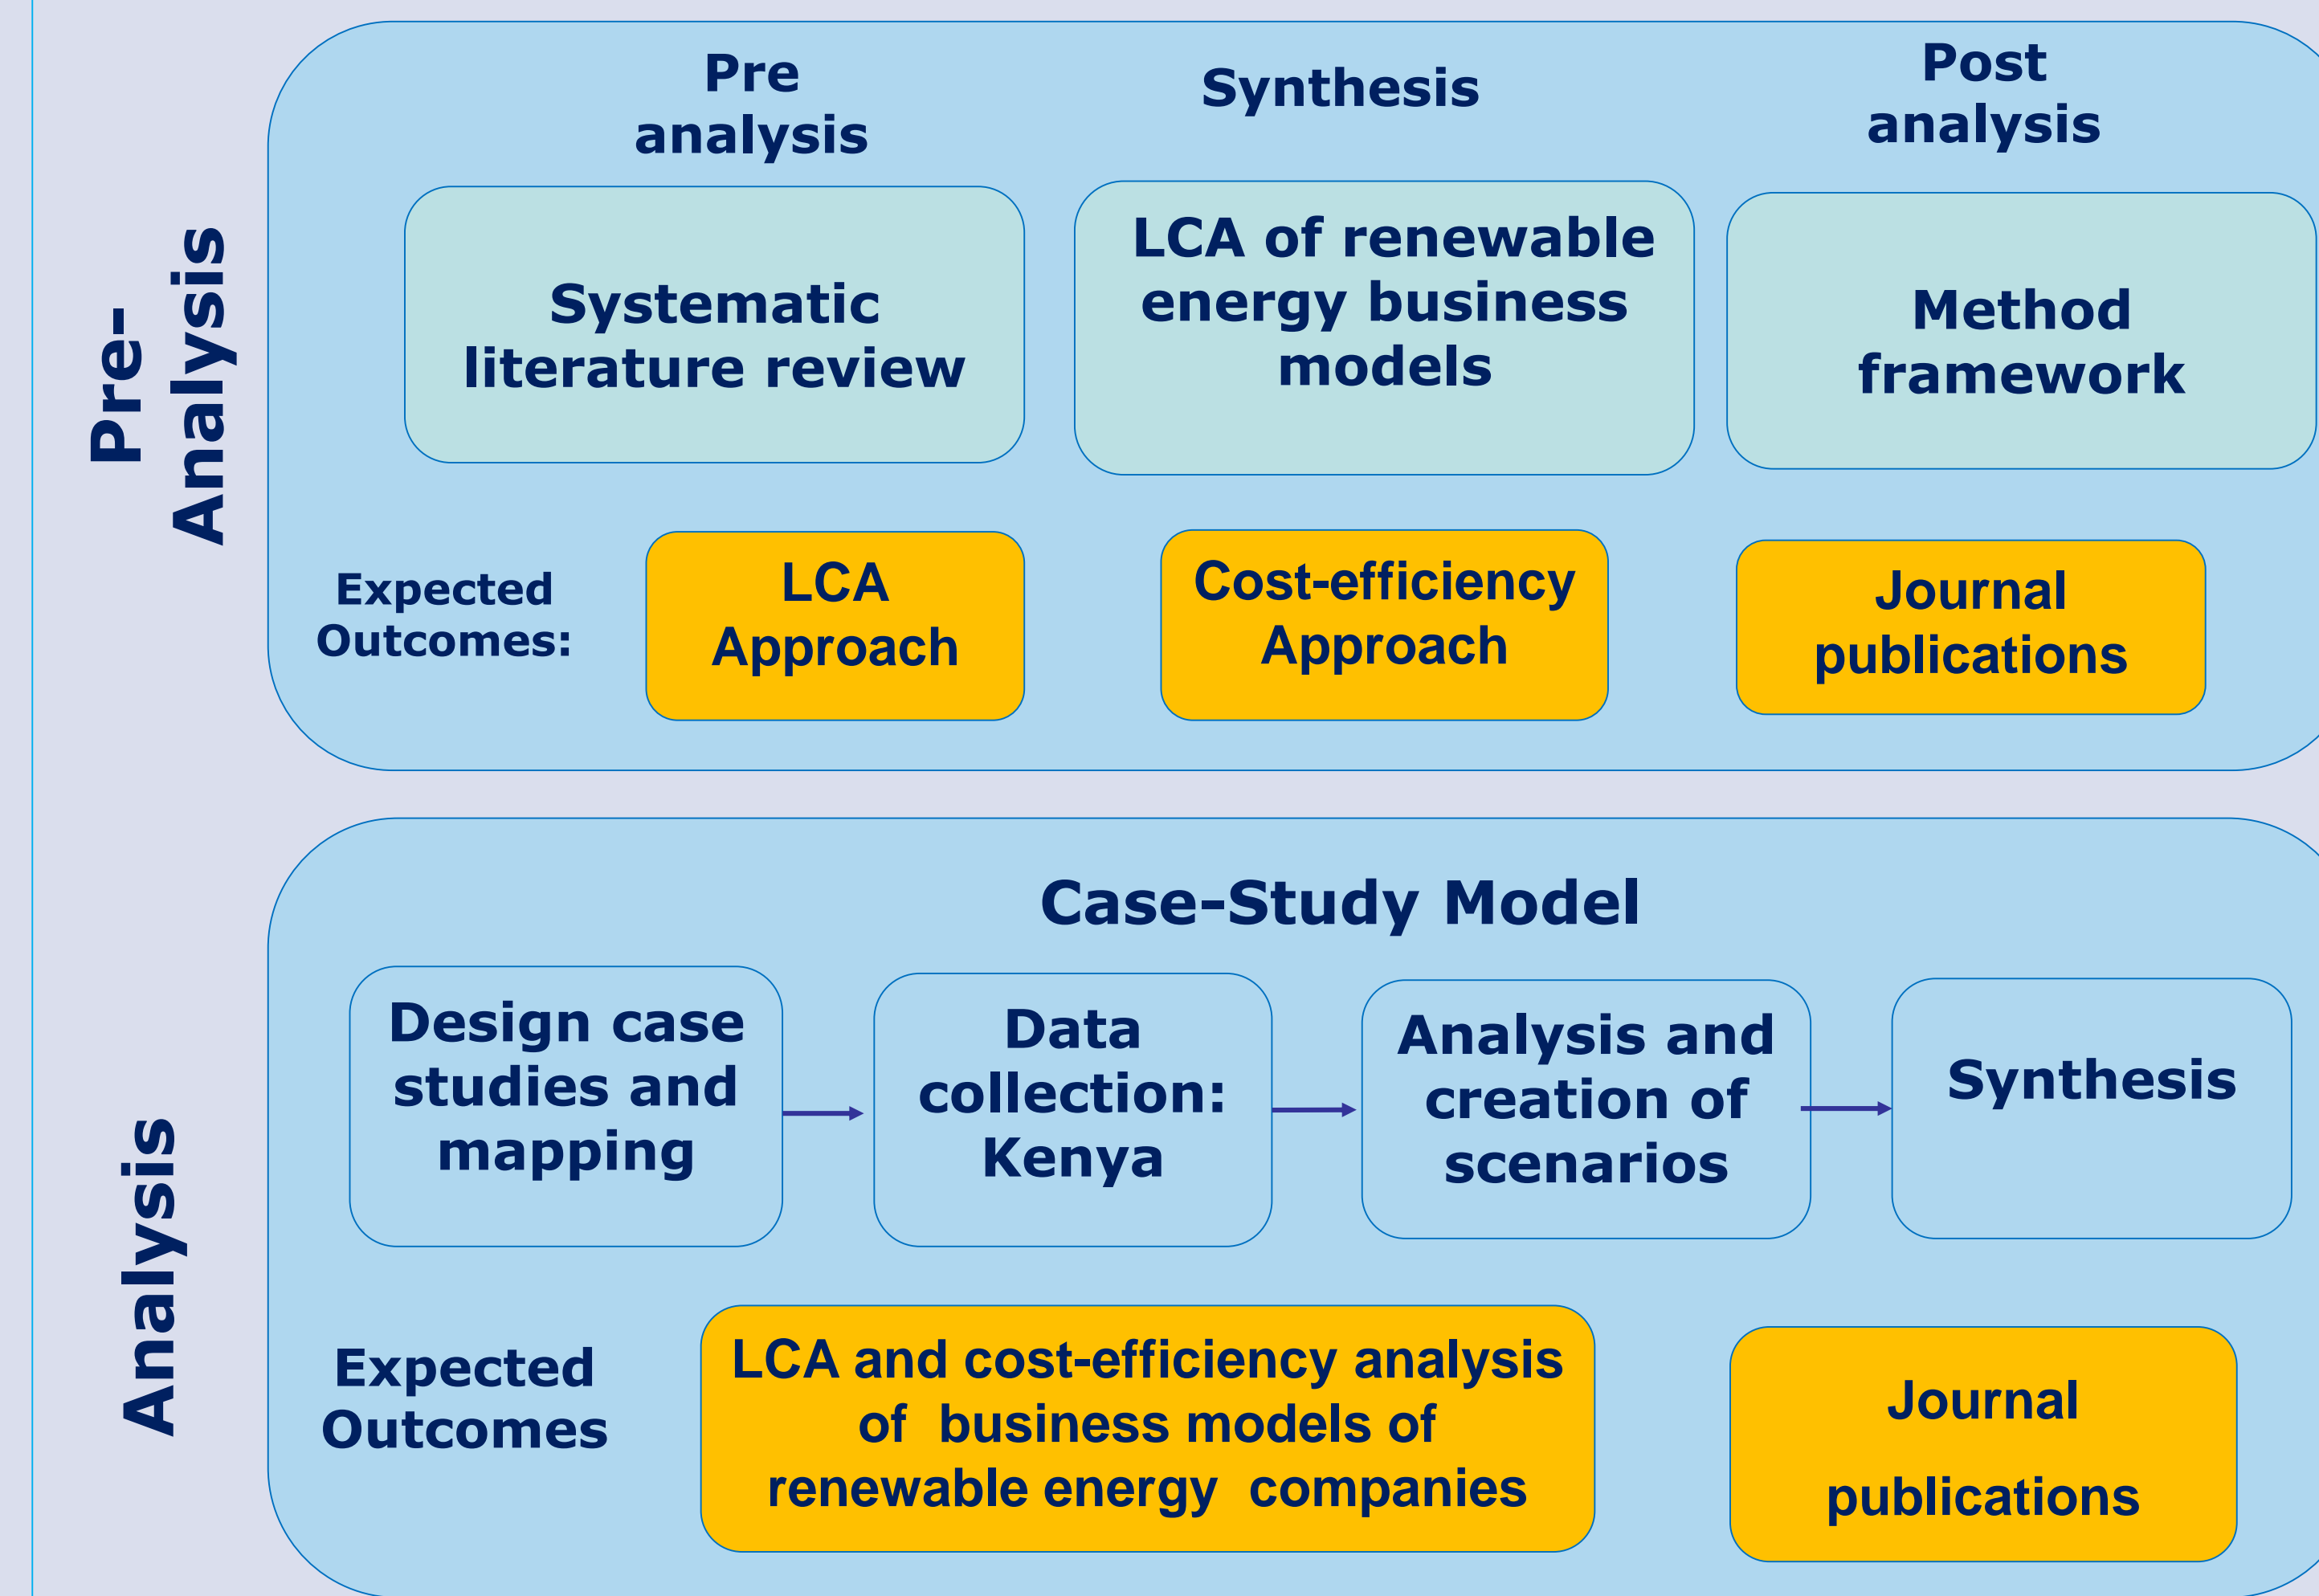 Pre-
Analysis
Pre
analysis
Synthesis
Post
analysis
Systematic
literature review
LCA of renewable
energy business
models
Method
framework
Expected
Outcomes:
LCA
Approach
Cost-efficiency
Approach
Journal
publications
Analysis
Case-Study Model
Design case
studies and
mapping
Data
collection:
Kenya
Analysis and
creation of
scenarios
Synthesis
Expected
Outcomes
LCA and cost-efficiency analysis
of business models of
renewable energy companies
Journal
publications